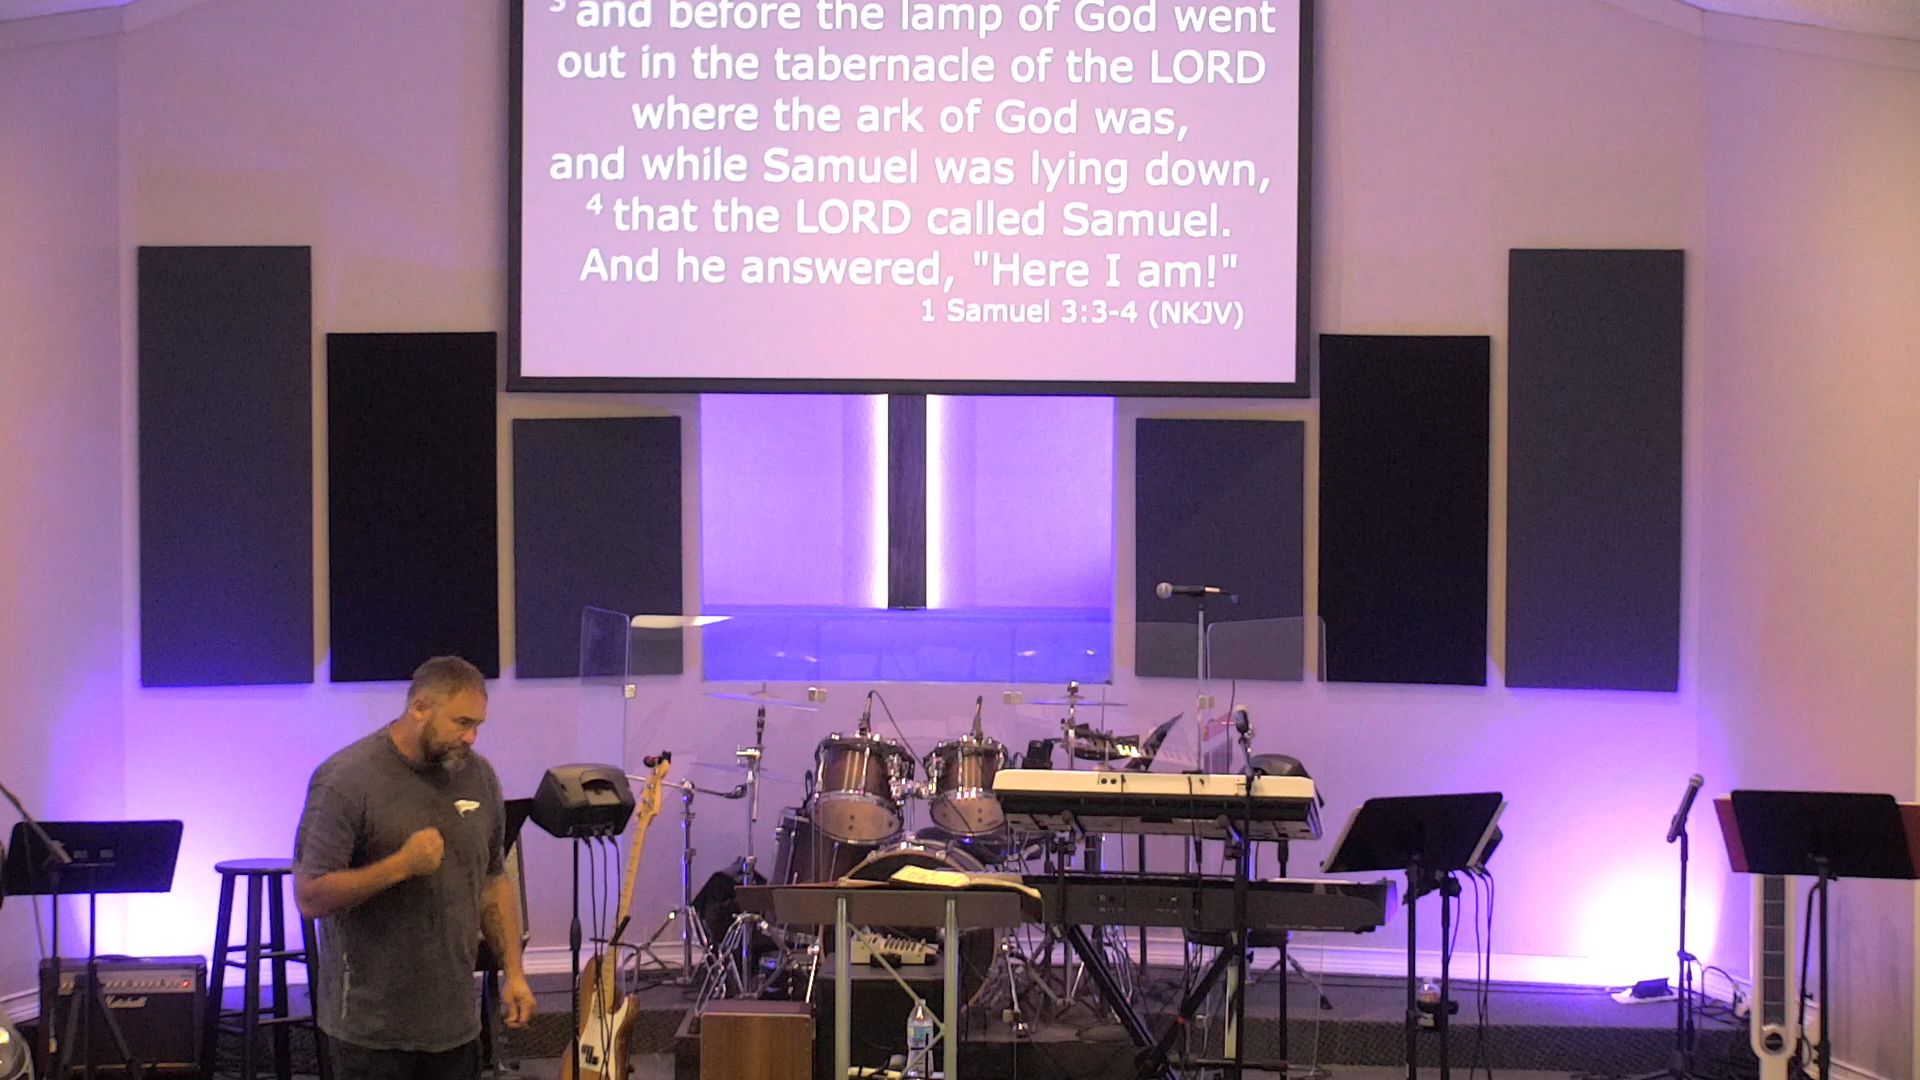 3 and before the lamp of God went
out in the tabernacle of the LORD
where the ark of God was,
and while Samuel was lying down,
4 that the LORD called Samuel.
And he answered, "Here I am!"
1 Samuel 3:3-4 (NKJV)
Marshall